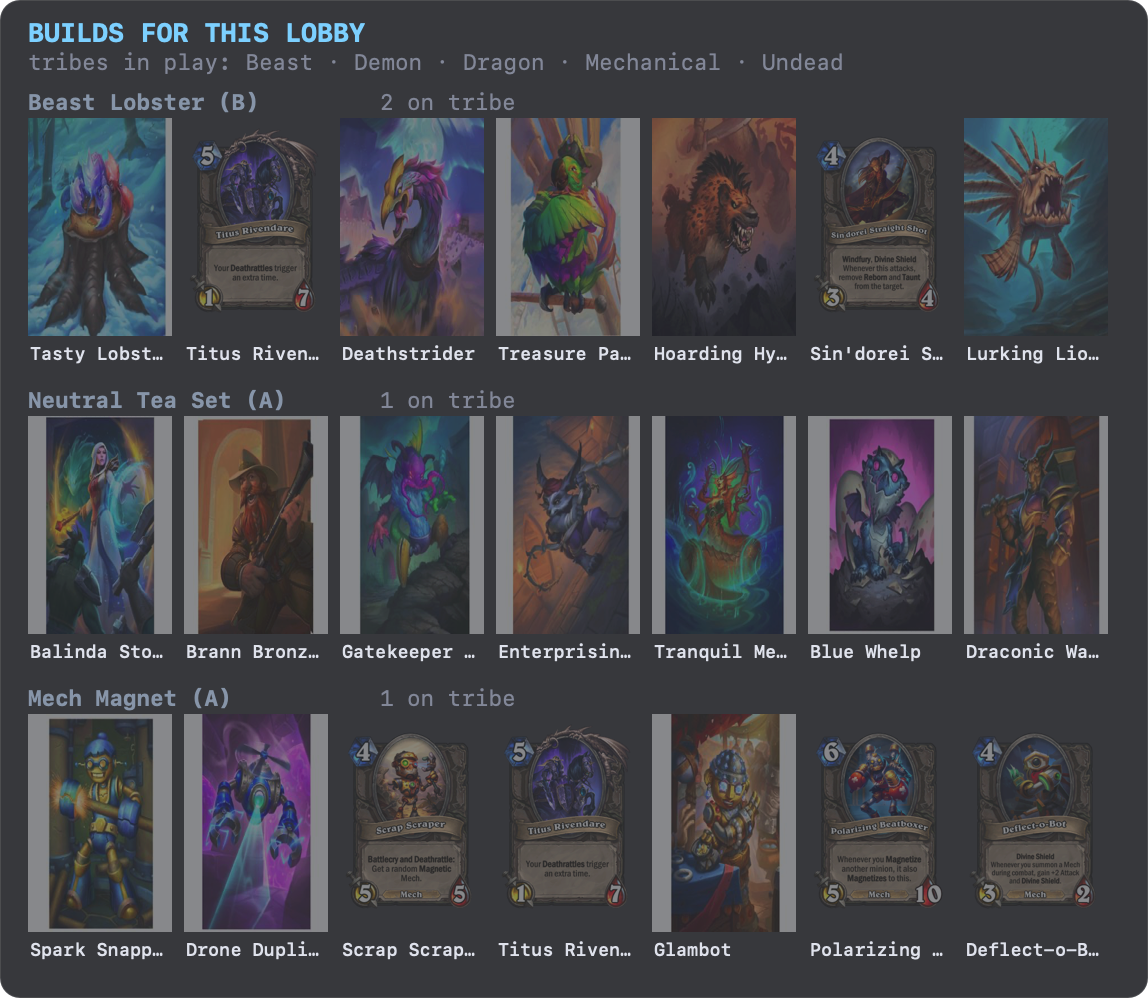 BUILDS FOR THIS LOBBY
tribes in play: Beast · Demon · Dragon · Mechanical · Undead
Beast Lobster (B) 2 on tribe
5
Titus Rivendare
Your Deathrattles trigger
an extra time.
1 7
4
Sin'dorei Straight Shot
Windfury, Divine Shield
Whenever this attacks,
remove Reborn and Taunt
from the target.
3 4
Tasty Lobst… Titus Riven… Deathstrider Treasure Pa… Hoarding Hy… Sin'dorei S… Lurking Lio…
Neutral Tea Set (A) 1 on tribe
Balinda Sto… Brann Bronz… Gatekeeper … Enterprisin… Tranquil Me… Blue Whelp Draconic Wa…
Mech Magnet (A) 1 on tribe
4
Scrap Scraper
Battlecry and Deathrattle:
Get a random Magnetic
Mech.
5 Mech 5
5
Titus Rivendare
Your Deathrattles trigger
an extra time.
1 7
6
Polarizing Beatboxer
Whenever you Magnetize
another minion, it also
Magnetizes to this.
5 Mech 10
4
Deflect-o-Bot
Divine Shield
Whenever you summon a Mech
during combat, gain +2 Attack
and Divine Shield.
3 Mech 2
Spark Snapp… Drone Dupli… Scrap Scrap… Titus Riven… Glambot Polarizing … Deflect-o-B…